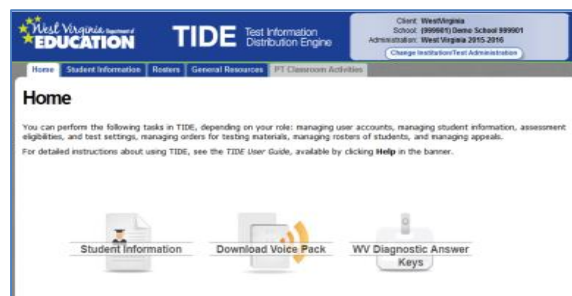 West Virginia Department of
EDUCATION
TIDE Test Information
Distribution Engine
Client: WestVirginia
School: (999901) Demo School 999901
Administration: West Virginia 2015-2016
Change Institution/Test Administration
Home Student Information Rosters General Resources PT Classroom Activities
Home
You can perform the following tasks in TIDE, depending on your role: managing user accounts, managing student information, assessment
eligibilities, and test settings, managing orders for testing materials, managing rosters of students, and managing appeals.
For detailed instructions about using TIDE, see the TIDE User Guide, available by clicking Help in the banner.
Student Information Download Voice Pack WV Diagnostic Answer
Keys